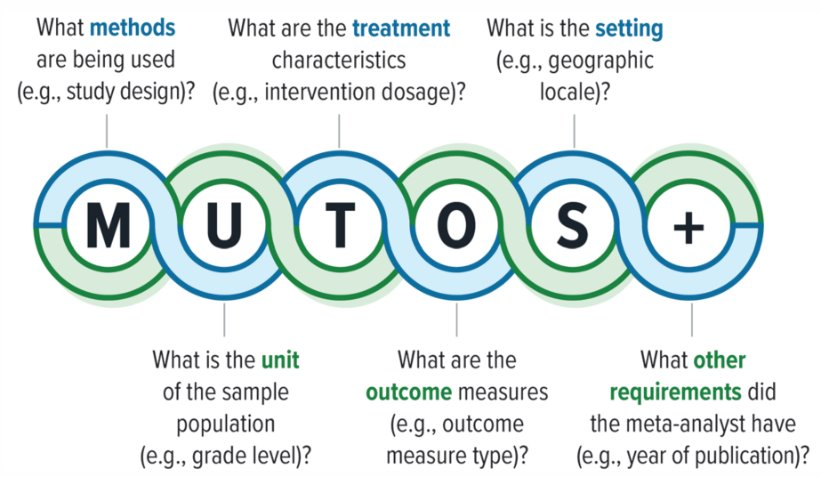 What methods
are being used
(e.g., study design)?
What are the treatment
characteristics
(e.g., intervention dosage)?
What is the setting
(e.g., geographic
locale)?
M U T O S +
What is the unit
of the sample
population
(e.g., grade level)?
What are the
outcome measures
(e.g., outcome
measure type)?
What other
requirements did
the meta-analyst have
(e.g., year of publication)?